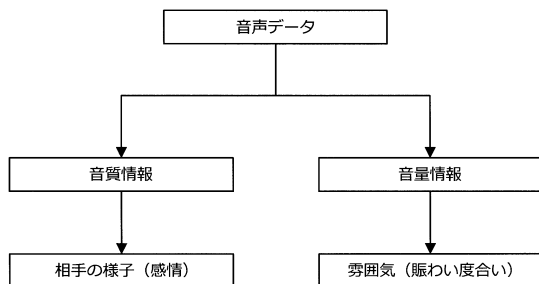 音声データ
音質情報
音量情報
相手の様子（感情）
雰囲気（賑わい度合い）